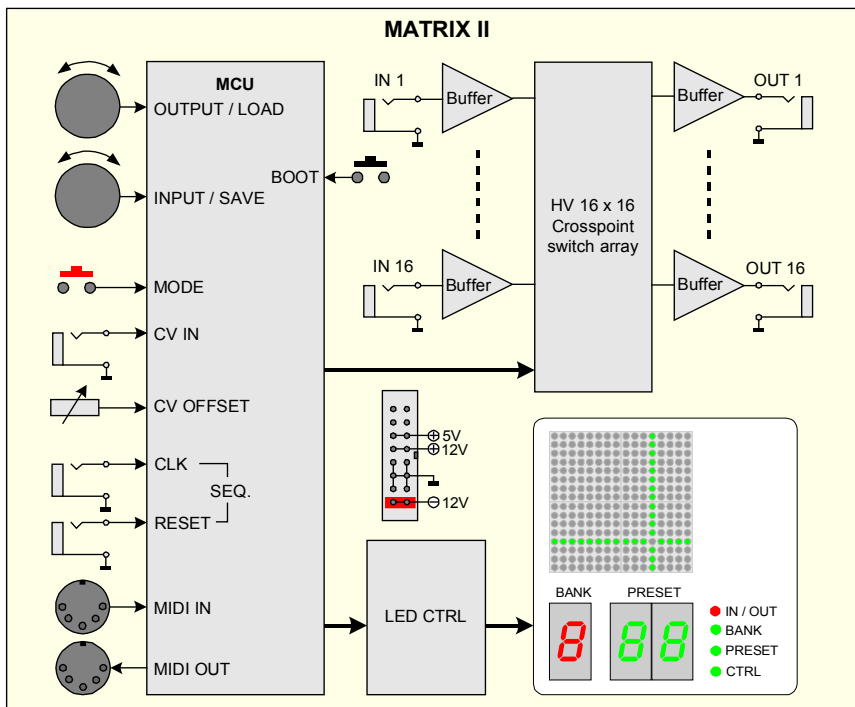 MATRIX II
MCU
OUTPUT / LOAD
INPUT / SAVE
BOOT
MODE
CV IN
CV OFFSET
CLK
SEQ.
RESET
MIDI IN
MIDI OUT
IN 1
Buffer
Buffer
OUT 1
HV 16 x 16
Crosspoint
switch array
IN 16
Buffer
Buffer
OUT 16
5V
12V
12V
LED CTRL
BANK
PRESET
8
88
IN / OUT
BANK
PRESET
CTRL